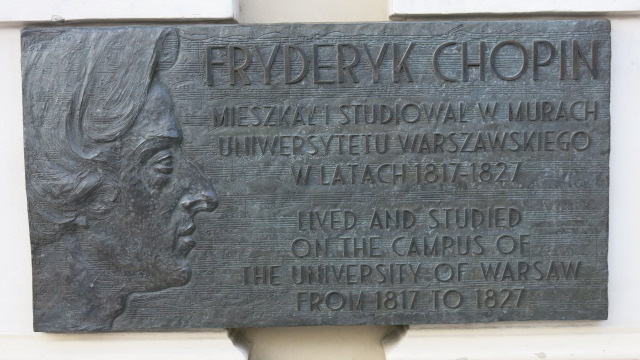 FRYDERYK CHOPIN
MIESZKAŁ I STUDIOWAŁ W MURACH
UNIWERSYTETU WARSZAWSKIEGO
W LATACH 1817-1827
LIVED AND STUDIED
ON THE CAMPUS OF
THE UNIVERSITY OF WARSAW
FROM 1817 TO 1827